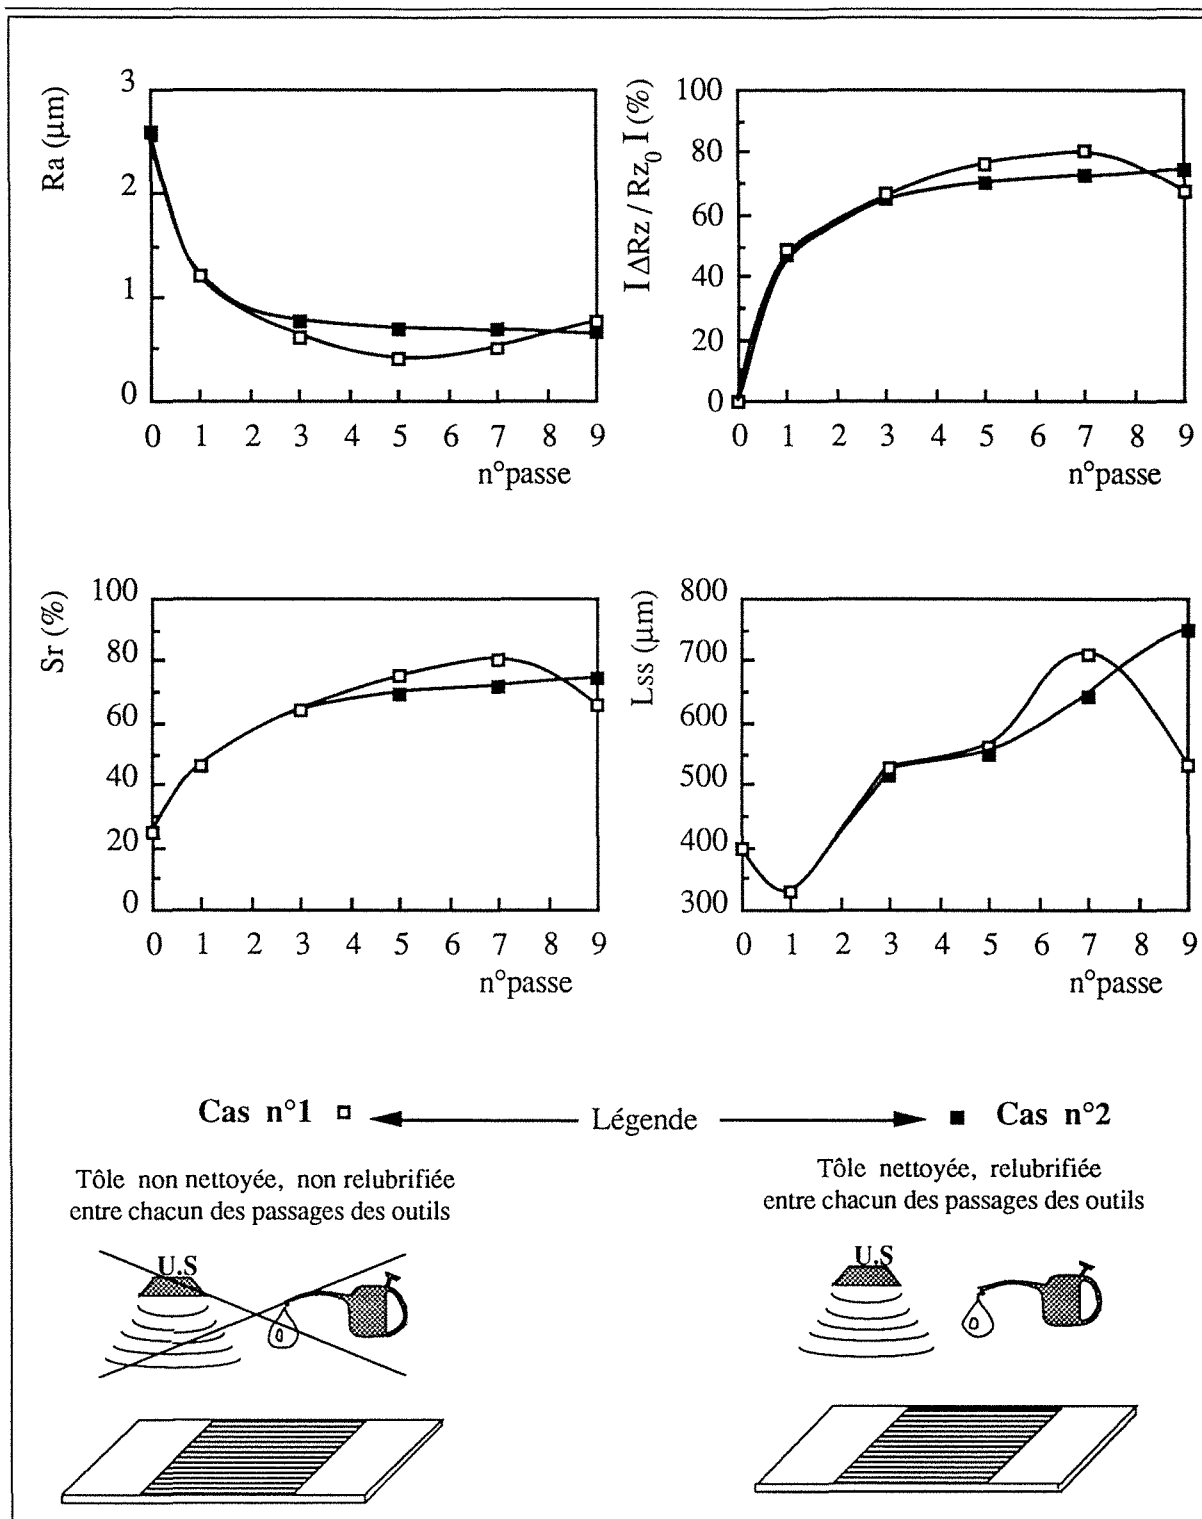 Ra (μm)
3
2
1
0
0 1 2 3 4 5 6 7 8 9
n°passe
I ΔRz / Rz0 I (%)
100
80
60
40
20
0
0 1 2 3 4 5 6 7 8 9
n°passe
Sr (%)
100
80
60
40
20
0
0 1 2 3 4 5 6 7 8 9
n°passe
Lss (μm)
800
700
600
500
400
300
0 1 2 3 4 5 6 7 8 9
n°passe
Cas n°1
Légende
Cas n°2
Tôle non nettoyée, non relubrifiée
entre chacun des passages des outils
U.S
Tôle nettoyée, relubrifiée
entre chacun des passages des outils
U.S